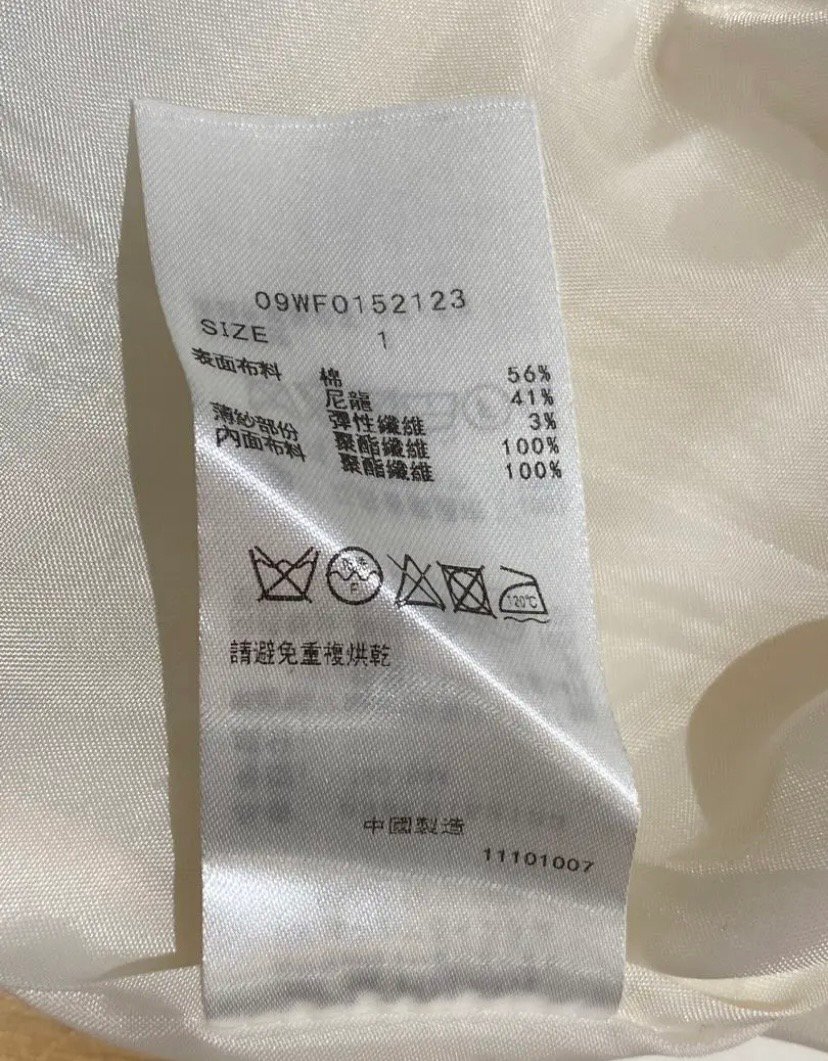 09WF0152123
SIZE 1
表面布料 棉 56%
尼龍 41%
彈性纖維 3%
薄紗部份 聚酯纖維 100%
內面布料 聚酯纖維 100%
F
120℃
請避免重複烘乾
中國製造
11101007